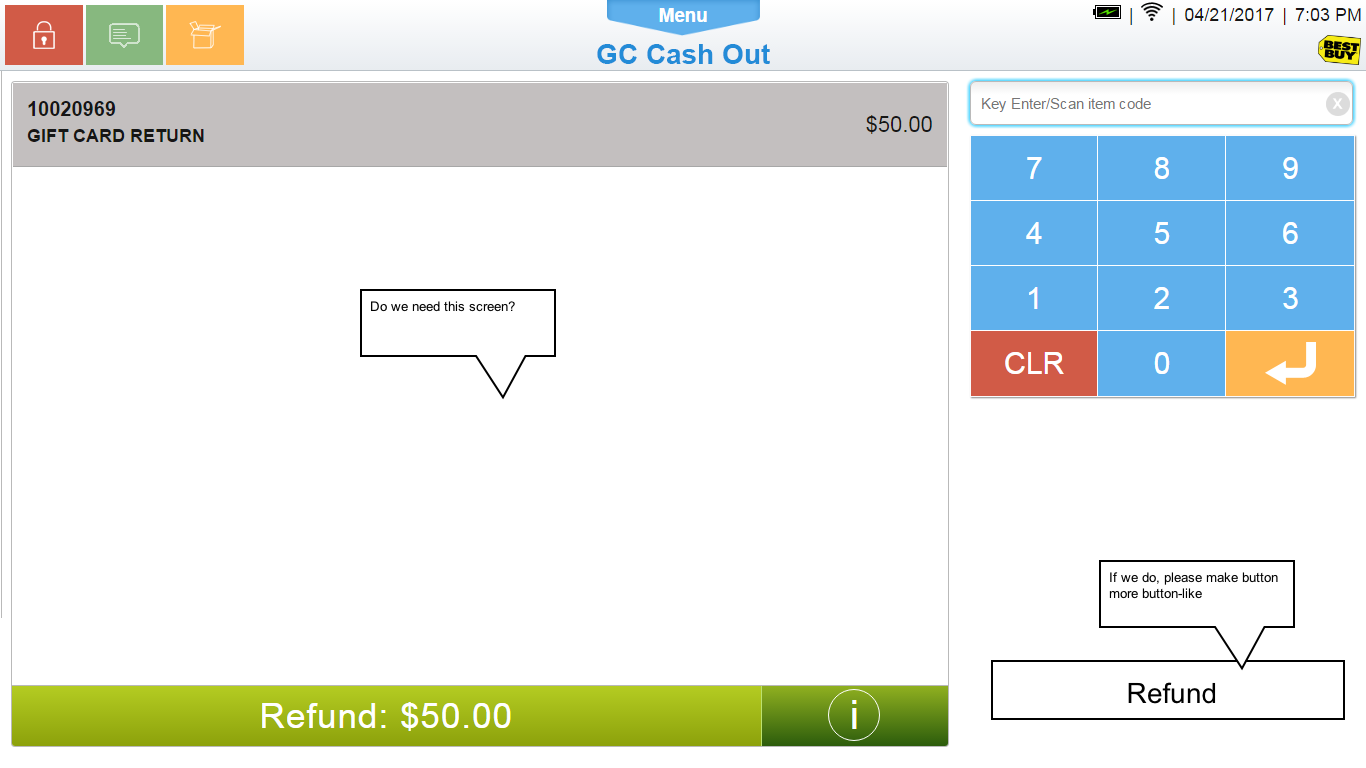 Menu
GC Cash Out
| | 04/21/2017 | 7:03 PM
BEST
BUY
10020969
GIFT CARD RETURN
$50.00
Key Enter/Scan item code
X
7 8 9
4 5 6
1 2 3
CLR 0
Do we need this screen?
If we do, please make button
more button-like
Refund
Refund: $50.00
i